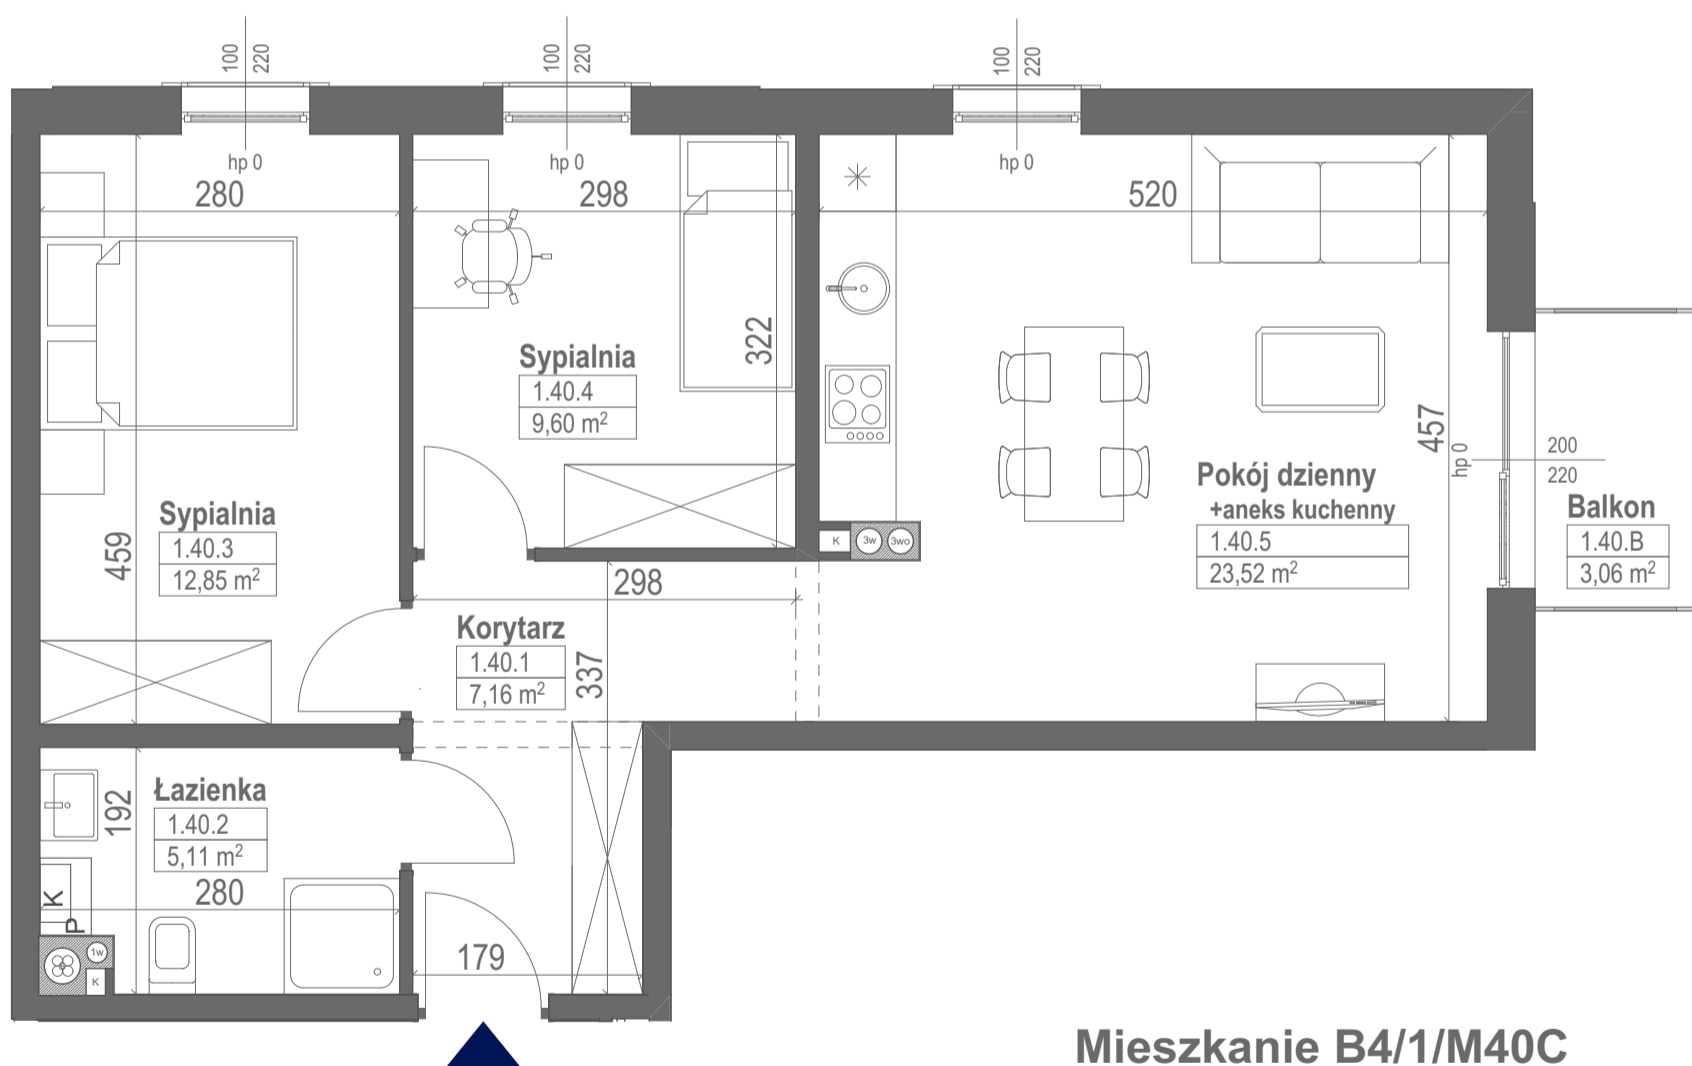 100
220
100
220
100
220
hp 0
hp 0
hp 0
280
298
520
322
Sypialnia
1.40.4
9,60 m²
457
hp 0
200
220
Pokój dzienny
+aneks kuchenny
1.40.5
23,52 m²
Balkon
1.40.B
3,06 m²
Sypialnia
1.40.3
12,85 m²
459
K
3w
3wo
298
Korytarz
1.40.1
7,16 m²
337
Łazienka
1.40.2
5,11 m²
192
280
K
P
1w
K
179
Mieszkanie B4/1/M40C